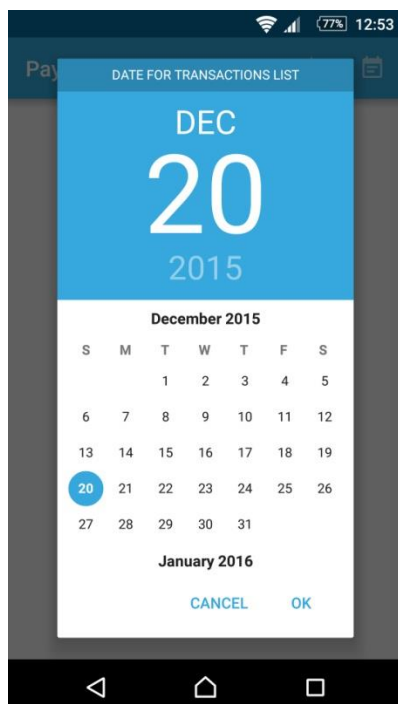 77% 12:53
Pay
DATE FOR TRANSACTIONS LIST
DEC
20
2015
December 2015
S M T W T F S
1 2 3 4 5
6 7 8 9 10 11 12
13 14 15 16 17 18 19
20 21 22 23 24 25 26
27 28 29 30 31
January 2016
CANCEL OK